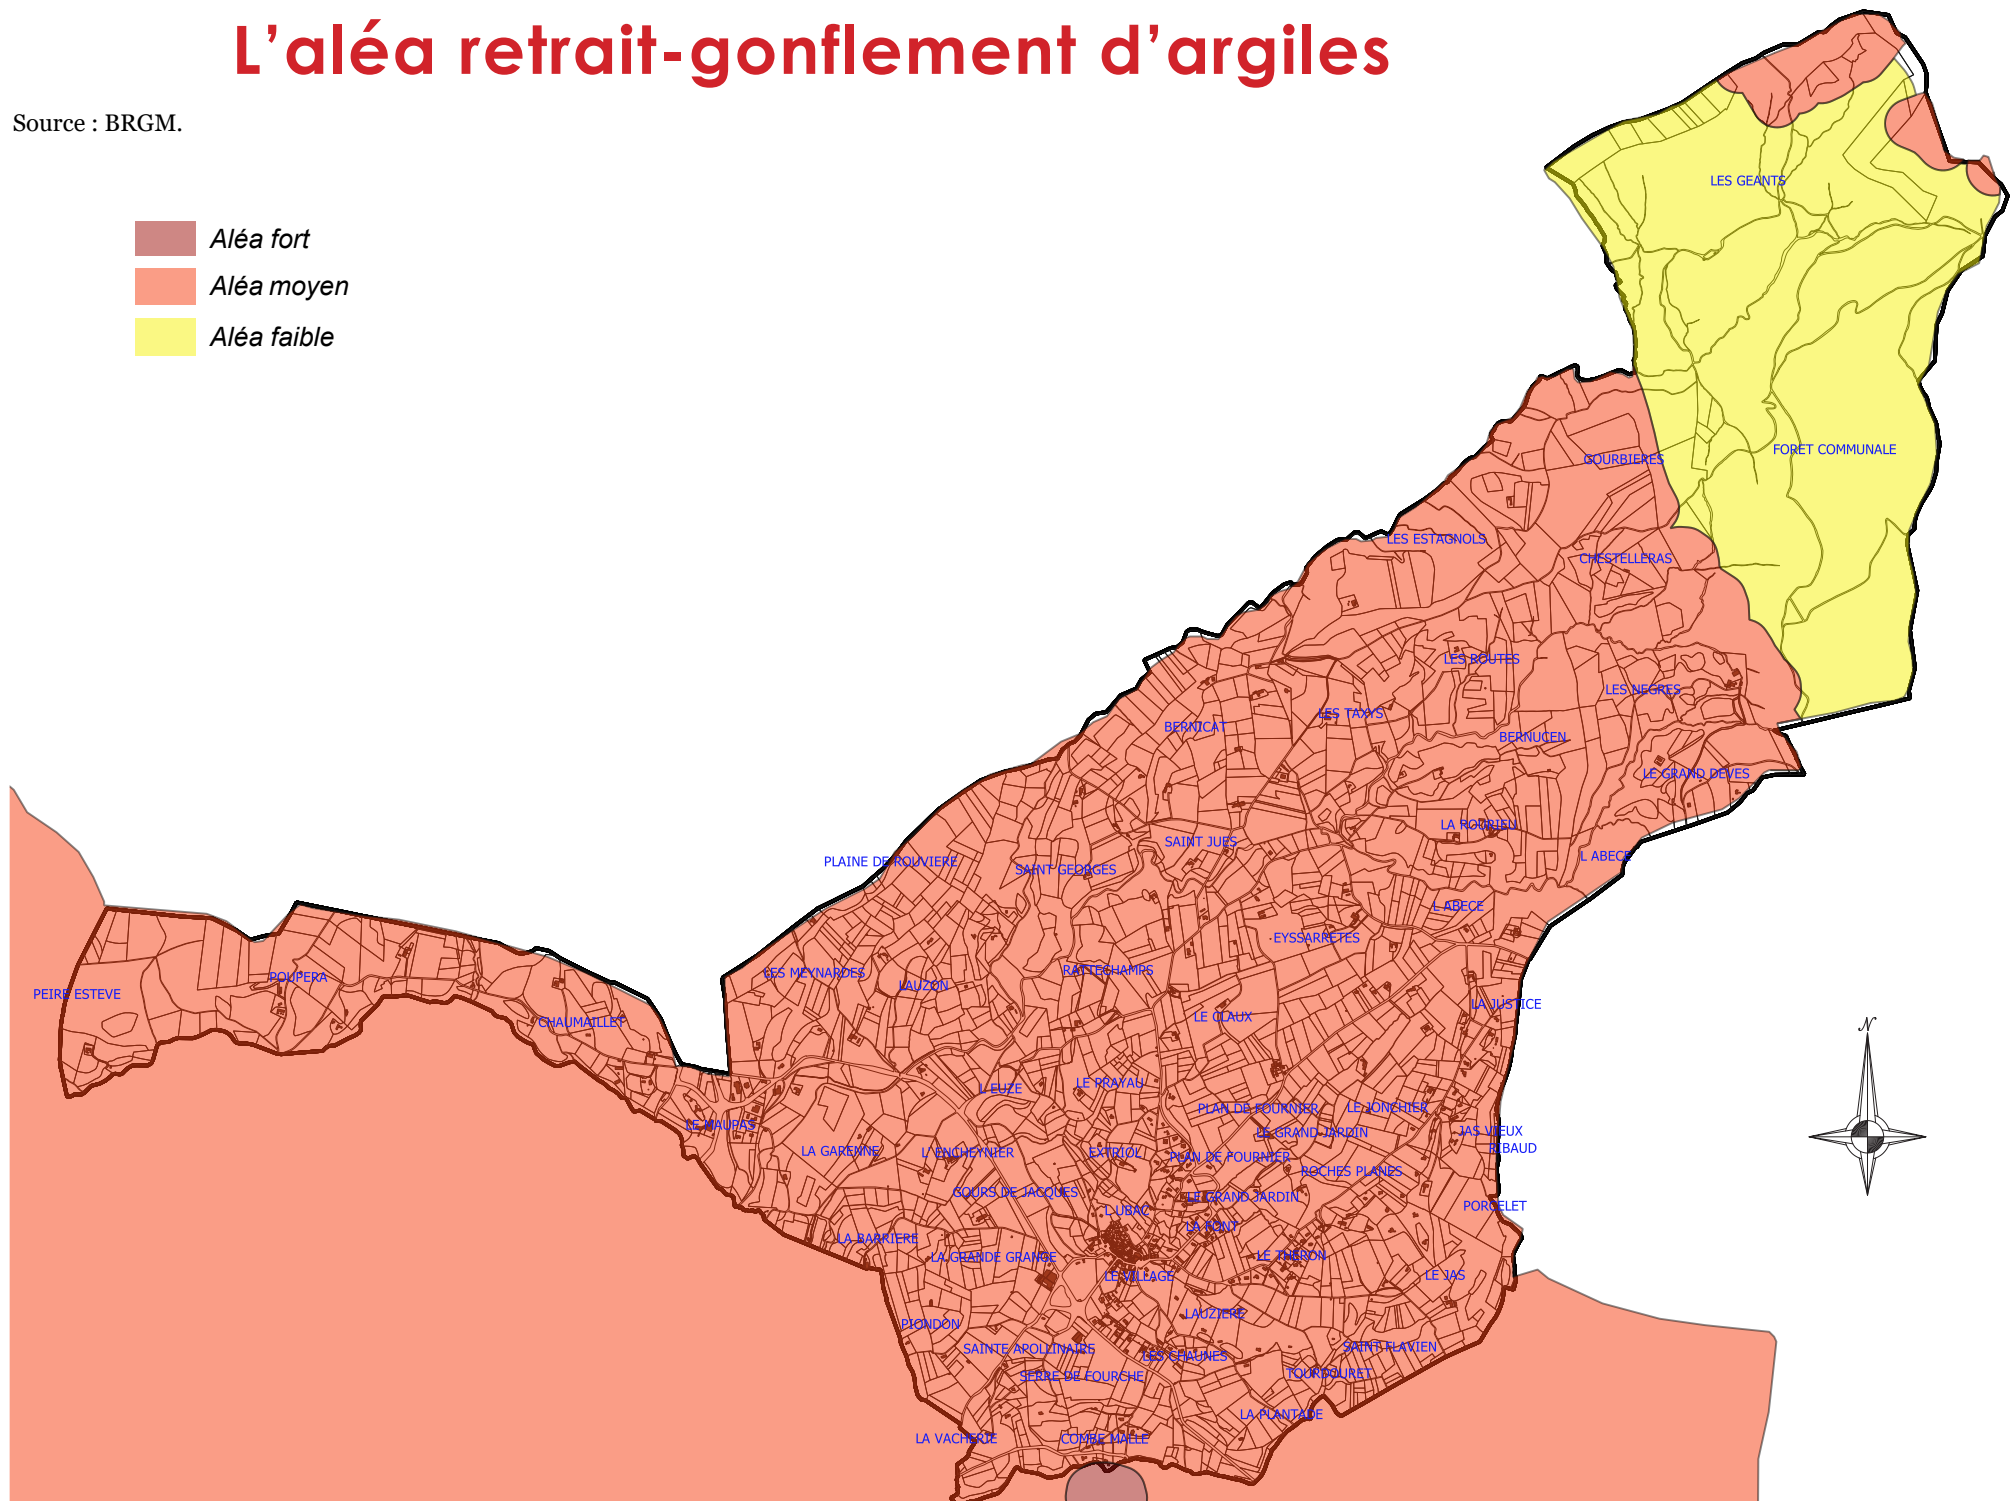 L’aléa retrait-gonflement d’argiles
Source : BRGM.
Aléa fort
Aléa moyen
Aléa faible
LES GEANTS
FORET COMMUNALE
GOURBIERES
LES ESTAGNOLS
CHESTELLERAS
LES ROUTES
LES NEGRES
LES TAXYS
BERNICAT
BERNUCEN
LE GRAND DEVES
LA ROURIEU
SAINT JUES
L ABECE
PLAINE DE ROUVIERE
SAINT GEORGES
L ABECE
EYSSARRETES
RATTECHAMPS
LES MEYNARDES
POUPERA
LAUZON
PEIRE ESTEVE
LA JUSTICE
LE CLAUX
CHAUMAILLET
N
LE PRAYAU
L EUZE
PLAN DE FOURNIER
LE JONCHIER
LE MAUPAS
LE GRAND JARDIN
JAS VIEUX
RIBAUD
LA GARENNE
L ENCHEYNIER
EXTRIOL
PLAN DE FOURNIER
ROCHES PLANES
GOURS DE JACQUES
LE GRAND JARDIN
PORCELET
L UBAC
LA FONT
LA BARRIERE
LA GRANDE GRANGE
LE THERON
LE VILLAGE
LE JAS
LAUZIERE
PIONDON
SAINTE APOLLINAIRE
SAINT FLAVIEN
LES CHAUNES
SERRE DE FOURCHE
TOURDOURET
LA PLANTADE
LA VACHERIE
COMBE MALLE